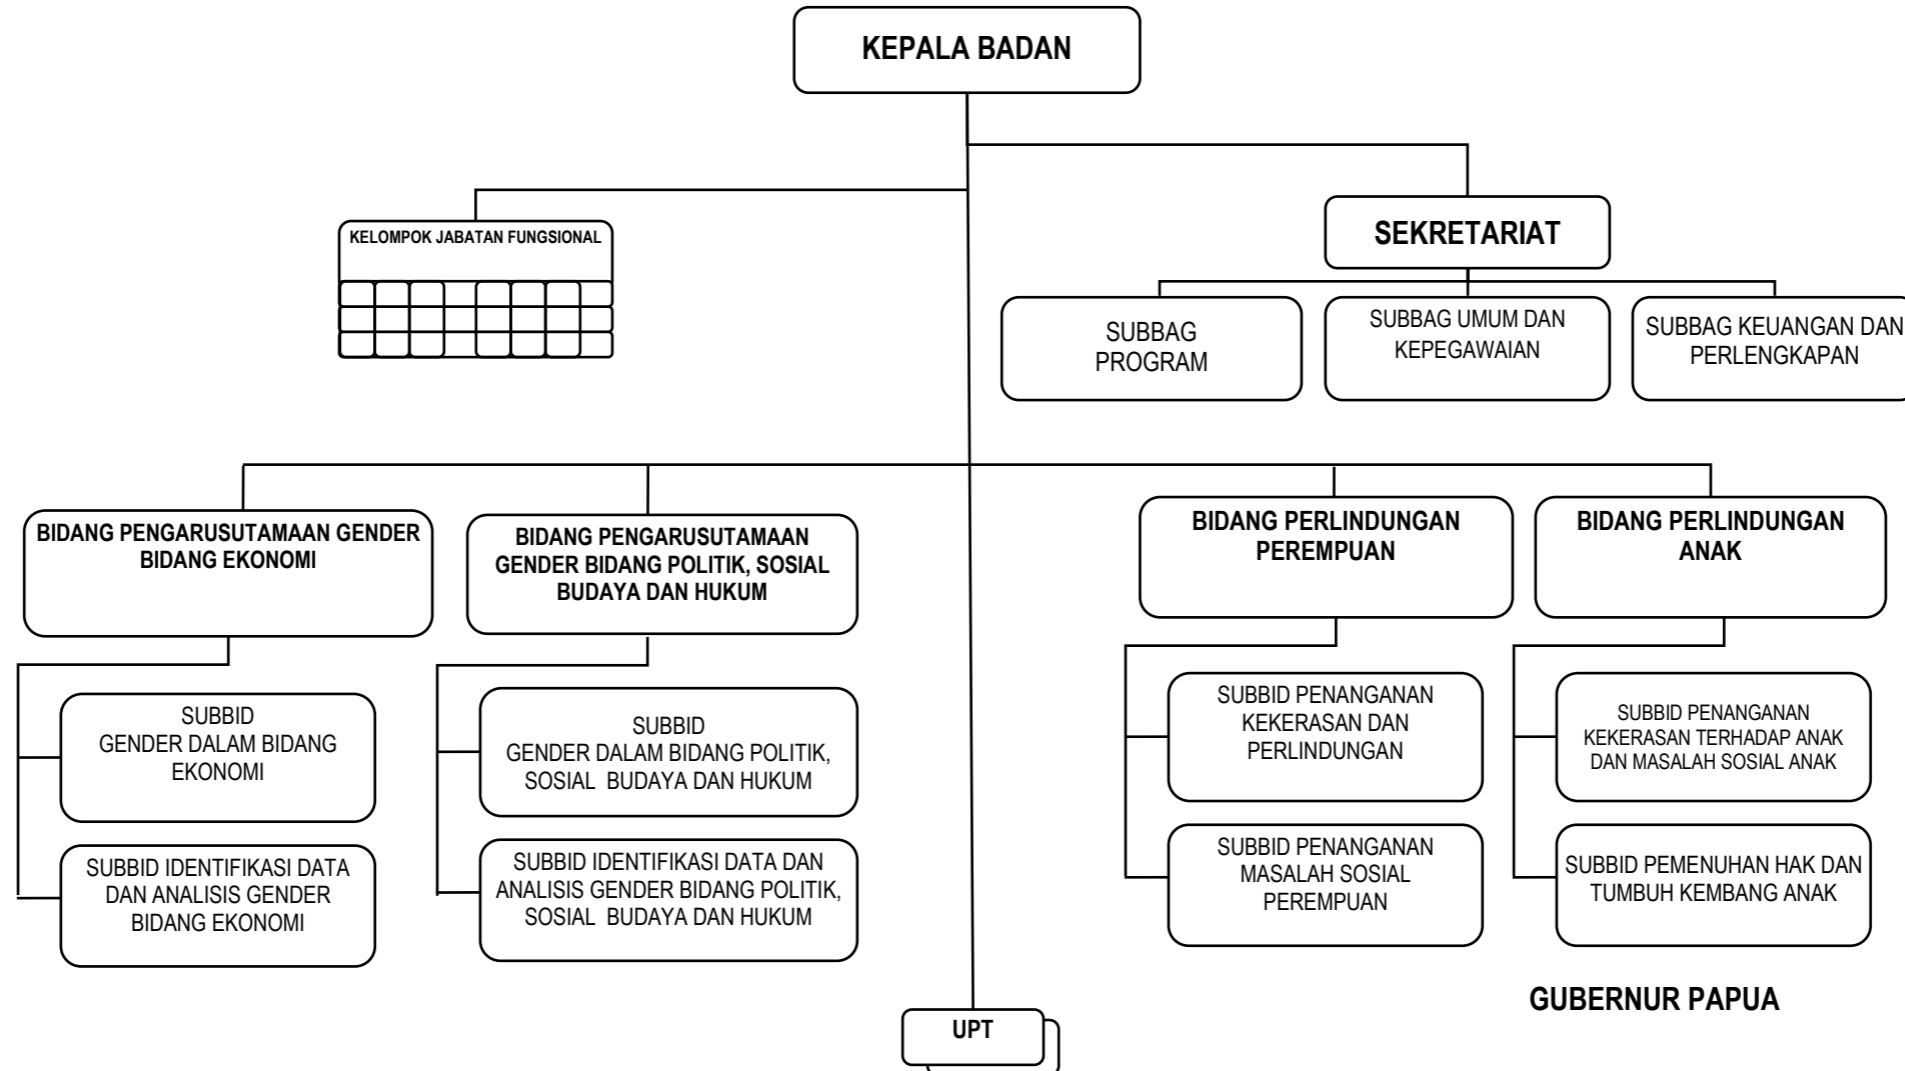 KEPALA BADAN
KELOMPOK JABATAN FUNGSIONAL
SEKRETARIAT
SUBBAG
PROGRAM
SUBBAG UMUM DAN
KEPEGAWAIAN
SUBBAG KEUANGAN DAN
PERLENGKAPAN
BIDANG PENGARUSUTAMAAN GENDER
BIDANG EKONOMI
BIDANG PENGARUSUTAMAAN
GENDER BIDANG POLITIK, SOSIAL
BUDAYA DAN HUKUM
BIDANG PERLINDUNGAN
PEREMPUAN
BIDANG PERLINDUNGAN
ANAK
SUBBID
GENDER DALAM BIDANG
EKONOMI
SUBBID
GENDER DALAM BIDANG POLITIK,
SOSIAL BUDAYA DAN HUKUM
SUBBID PENANGANAN
KEKERASAN DAN
PERLINDUNGAN
SUBBID PENANGANAN
KEKERASAN TERHADAP ANAK
DAN MASALAH SOSIAL ANAK
SUBBID IDENTIFIKASI DATA
DAN ANALISIS GENDER
BIDANG EKONOMI
SUBBID IDENTIFIKASI DATA DAN
ANALISIS GENDER BIDANG POLITIK,
SOSIAL BUDAYA DAN HUKUM
SUBBID PENANGANAN
MASALAH SOSIAL
PEREMPUAN
SUBBID PEMENUHAN HAK DAN
TUMBUH KEMBANG ANAK
GUBERNUR PAPUA
UPT